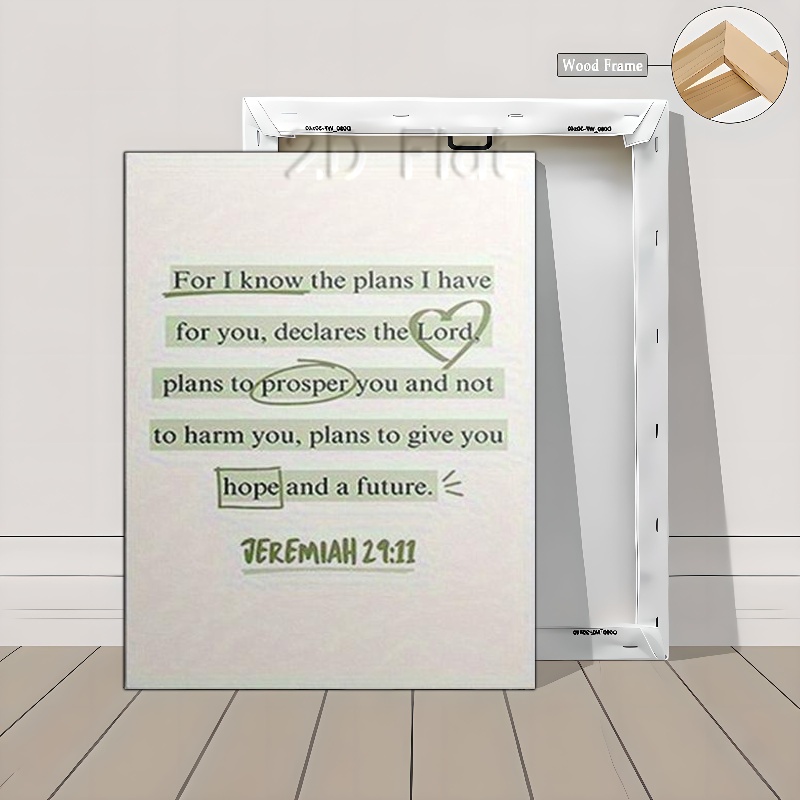 Wood Frame
2D Flat
For I know the plans I have
for you, declares the Lord,
plans to prosper you and not
to harm you, plans to give you
hope and a future.
JEREMIAH 29:11